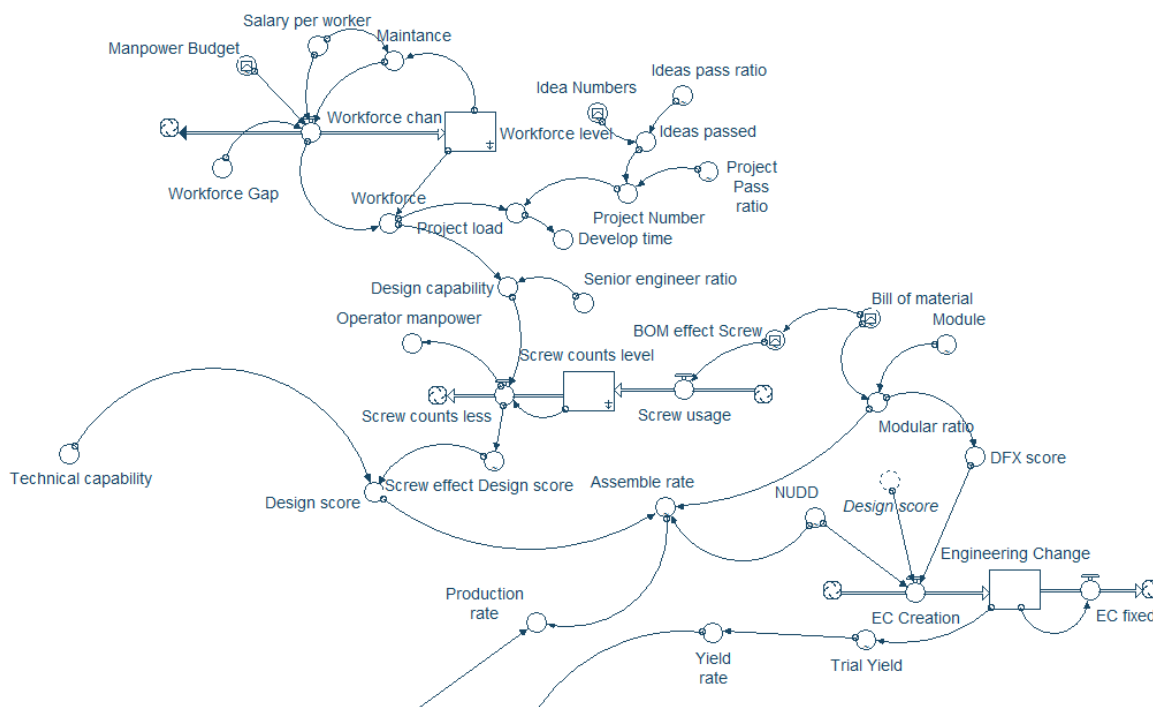 Salary per worker
Maintance
Manpower Budget
Ideas pass ratio
Idea Numbers
Workforce chan
Workforce level
Ideas passed
Workforce Gap
Project
Pass
ratio
Workforce
Project Number
Project load
Develop time
Design capability
Senior engineer ratio
Bill of material
Operator manpower
BOM effect Screw
Module
Screw counts level
Screw counts less
Screw usage
Modular ratio
Technical capability
DFX score
Screw effect Design score
Assemble rate
Design score
NUDD
Design score
Engineering Change
Production
rate
EC Creation
EC fixed
Yield
rate
Trial Yield